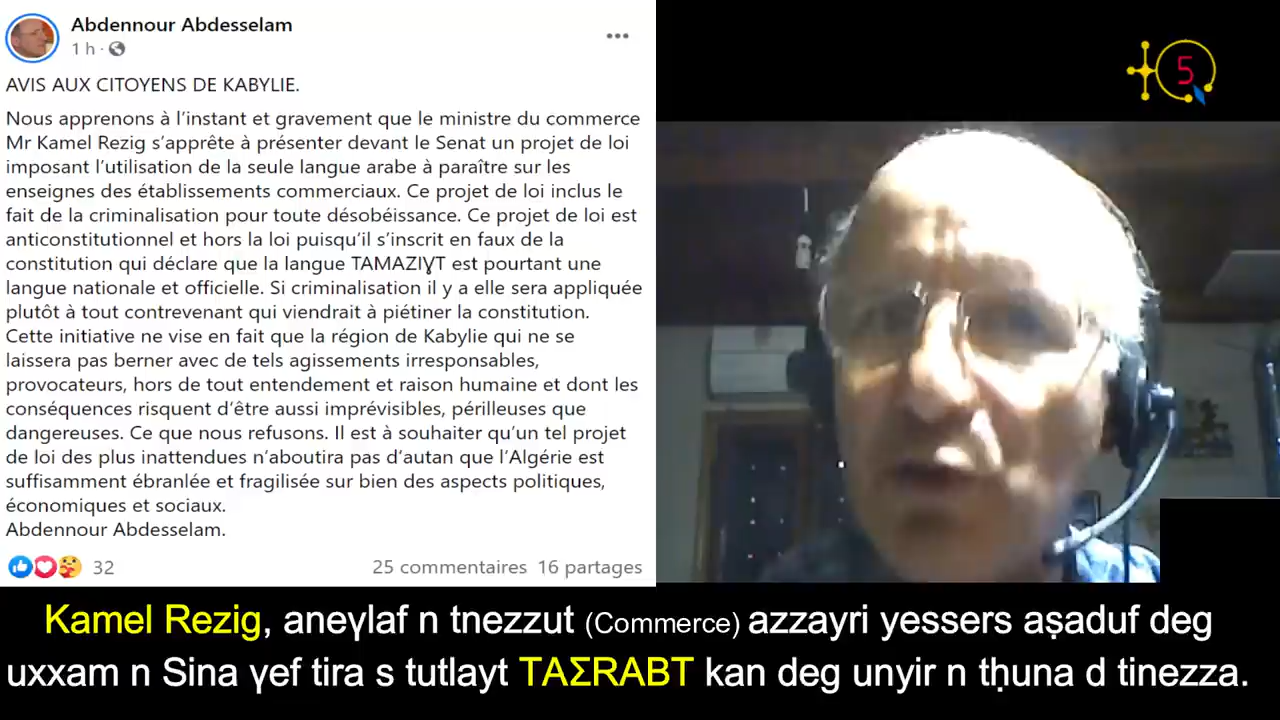 Abdennour Abdesselam
1 h ·
AVIS AUX CITOYENS DE KABYLIE.
Nous apprenons à l’instant et gravement que le ministre du commerce
Mr Kamel Rezig s’apprête à présenter devant le Senat un projet de loi
imposant l’utilisation de la seule langue arabe à paraître sur les
enseignes des établissements commerciaux. Ce projet de loi inclus le
fait de la criminalisation pour toute désobéissance. Ce projet de loi est
anticonstitutionnel et hors la loi puisqu’il s’inscrit en faux de la
constitution qui déclare que la langue TAMAZIƔT est pourtant une
langue nationale et officielle. Si criminalisation il y a elle sera appliquée
plutôt à tout contrevenant qui viendrait à piétiner la constitution.
Cette initiative ne vise en fait que la région de Kabylie qui ne se
laissera pas berner avec de tels agissements irresponsables,
provocateurs, hors de tout entendement et raison humaine et dont les
conséquences risquent d’être aussi imprévisibles, périlleuses que
dangereuses. Ce que nous refusons. Il est à souhaiter qu’un tel projet
de loi des plus inattendues n’aboutira pas d’autan que l’Algérie est
suffisamment ébranlée et fragilisée sur bien des aspects politiques,
économiques et sociaux.
Abdennour Abdesselam.
32 25 commentaires 16 partages
5
Kamel Rezig, aneɣlaf n tnezzut (Commerce) azzayri yessers aṣaduf deg
uxxam n Sina ɣef tira s tutlayt TAΣRABT kan deg unyir n tḥuna d tinezza.